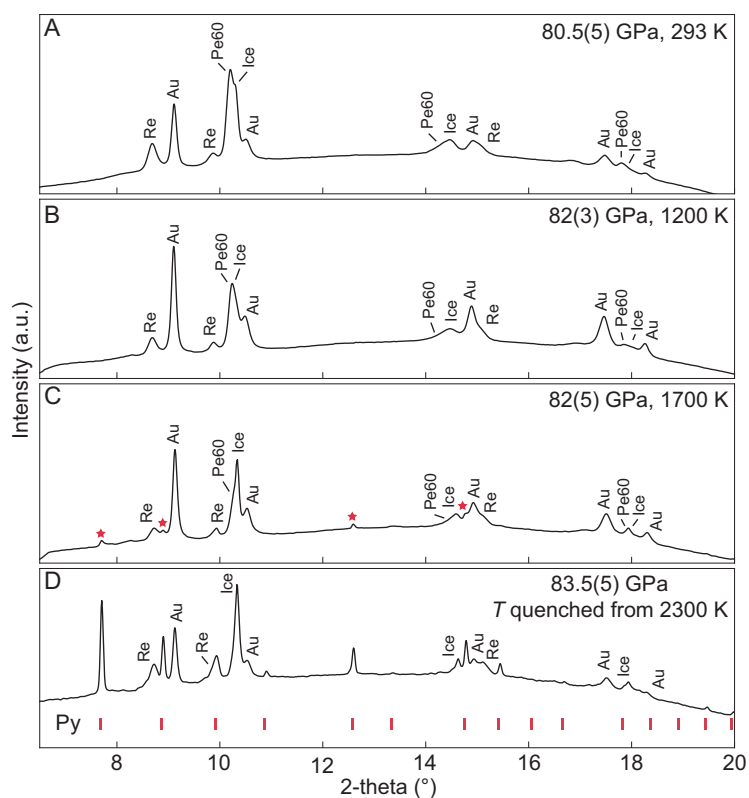 A
80.5(5) GPa, 293 K
Re
Au
Re
Pe60
Ice
Au
Pe60
Ice
Au
Re
Au
Pe60
Ice
Au
B
82(3) GPa, 1200 K
Re
Au
Re
Pe60
Ice
Au
Pe60
Ice
Au
Re
Au
Pe60
Ice
Au
C
82(5) GPa, 1700 K
Re
Au
Re
Pe60
Ice
Au
Pe60
Ice
Au
Re
Au
Pe60
Ice
Au
D
83.5(5) GPa
T quenched from 2300 K
Re
Au
Re
Ice
Au
Ice
Au
Re
Au
Ice
Au
Py
8 10 12 14 16 18 20
2-theta (°)
Intensity (a.u.)